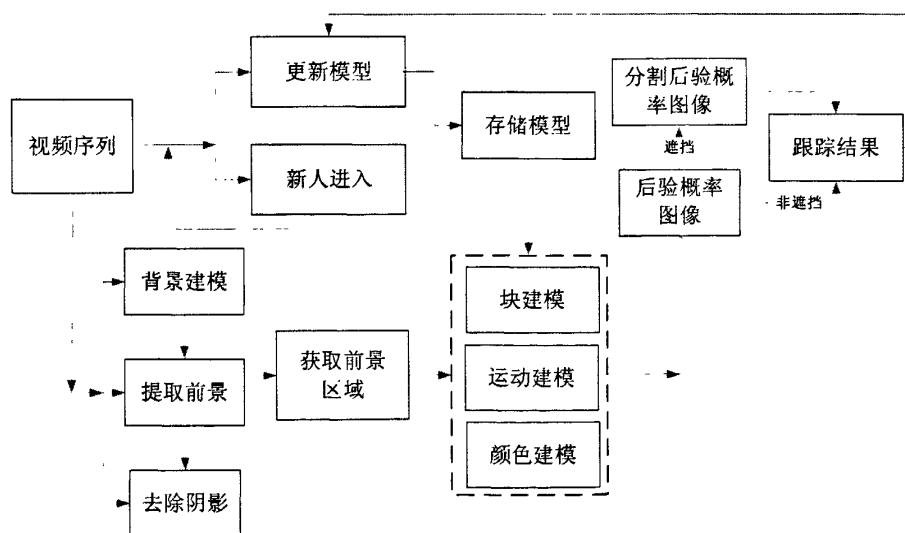 更新模型
分割后验概
率图像
视频序列
存储模型
遮挡
跟踪结果
新人进入
后验概率
图像
非遮挡
背景建模
块建模
获取前景
区域
提取前景
运动建模
颜色建模
去除阴影